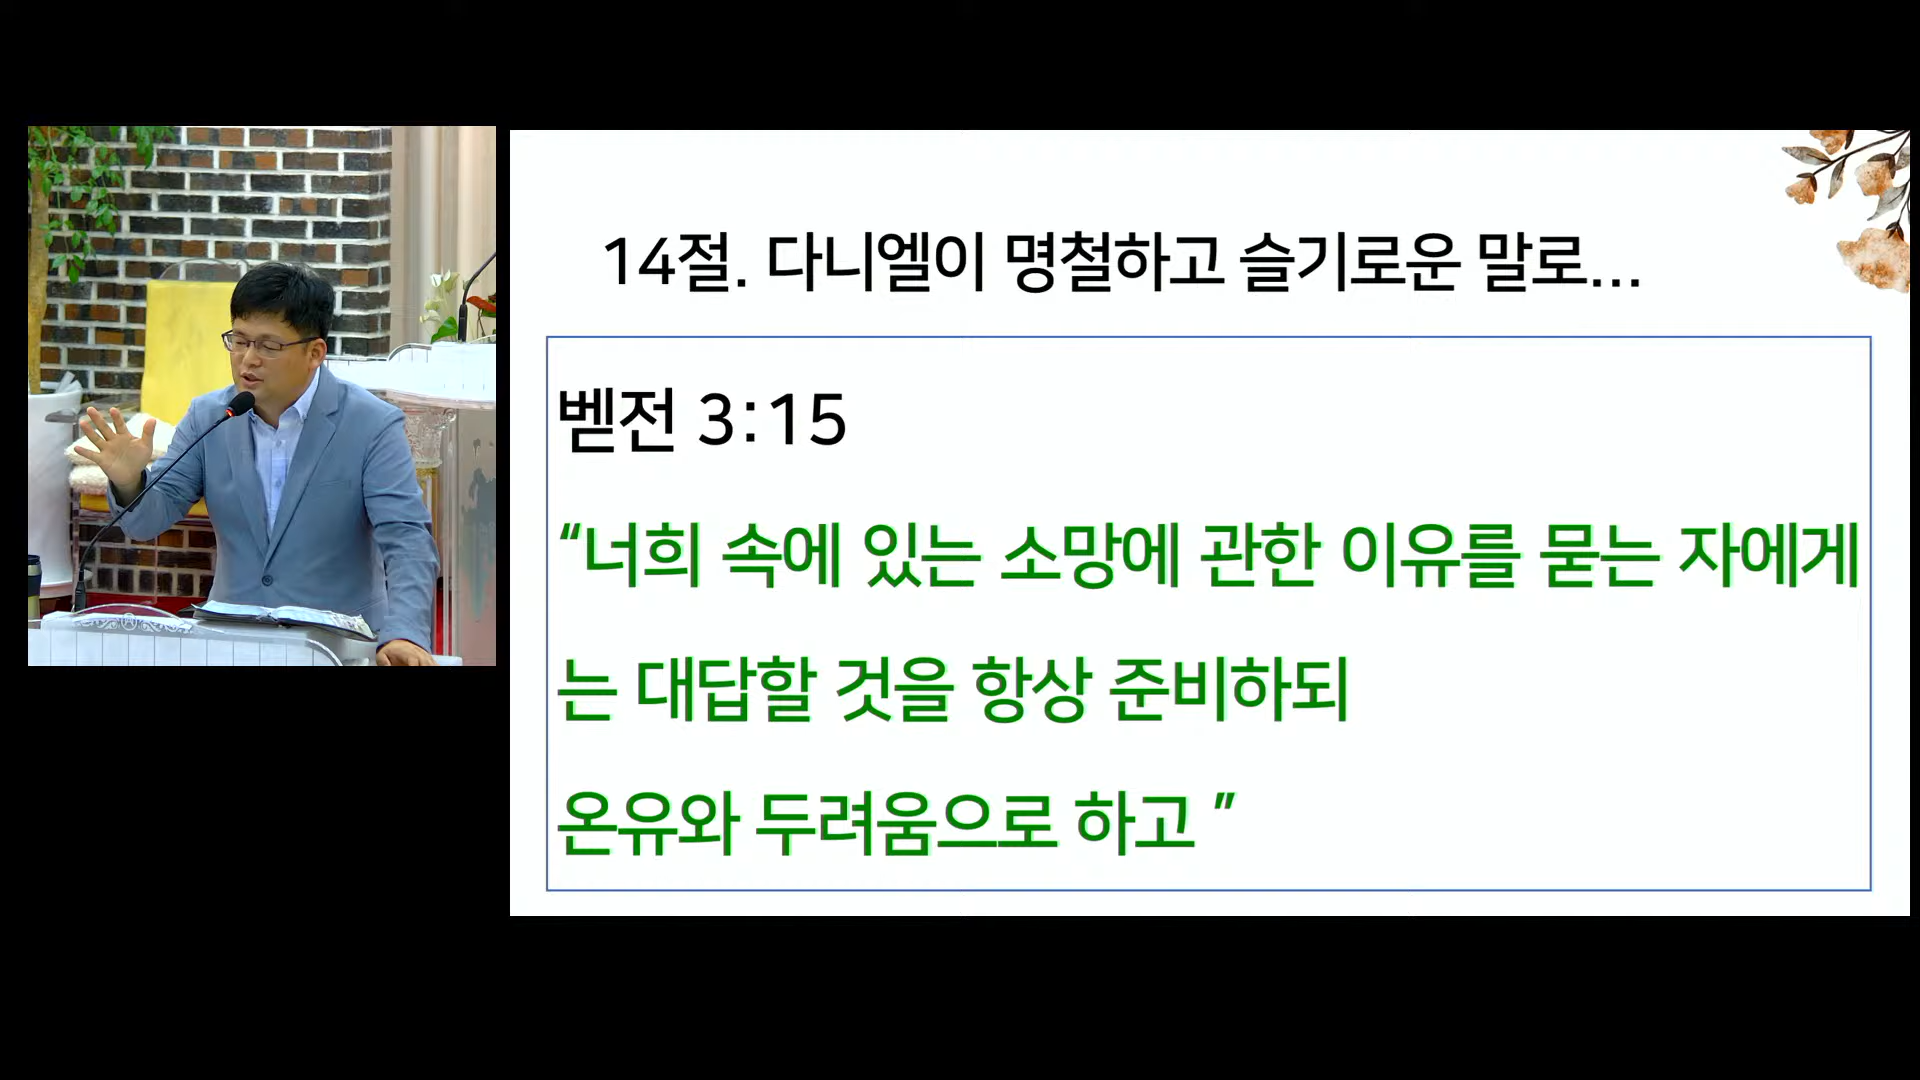 14절. 다니엘이 명철하고 슬기로운 말로...
벧전 3:15
“너희 속에 있는 소망에 관한 이유를 묻는 자에게
는 대답할 것을 항상 준비하되
온유와 두려움으로 하고 ”